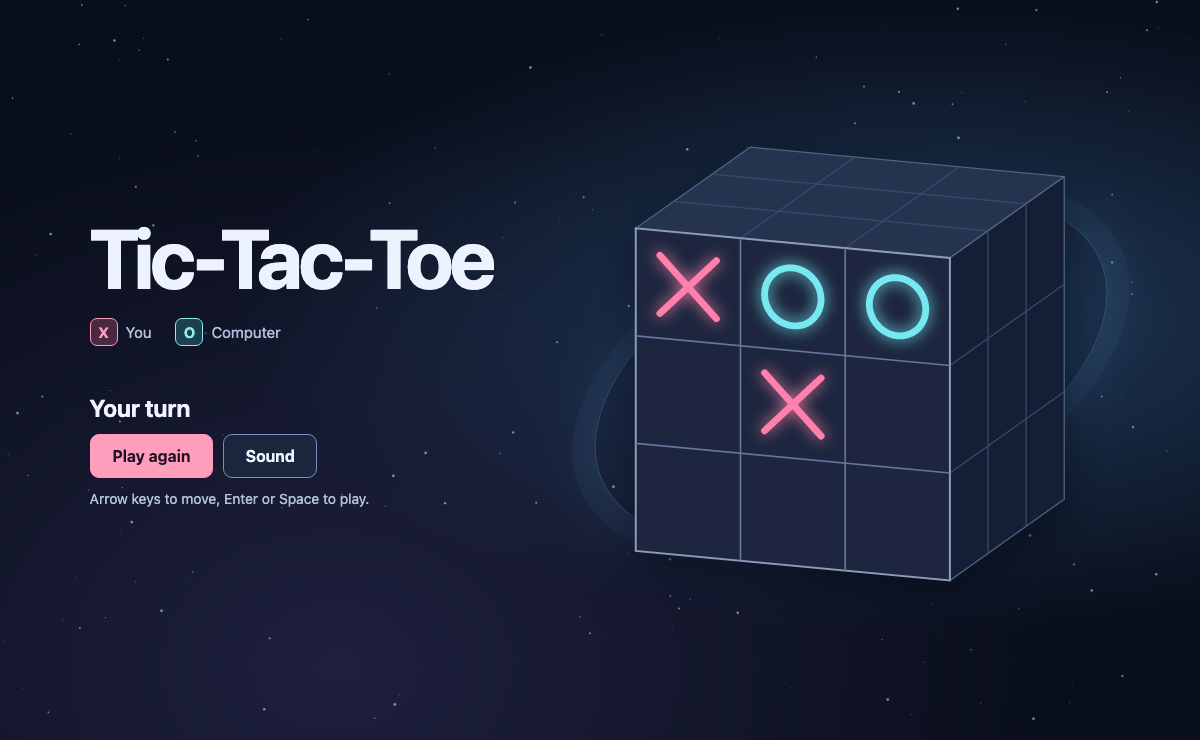 Tic-Tac-Toe
X You O Computer
Your turn
Play again Sound
Arrow keys to move, Enter or Space to play.
X O O
X